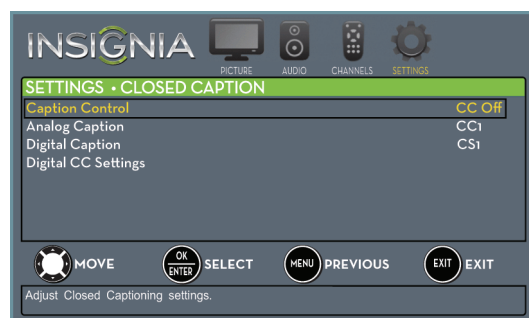 INSIGNIA
PICTURE AUDIO CHANNELS SETTINGS
SETTINGS • CLOSED CAPTION
Caption Control CC Off
Analog Caption CC1
Digital Caption CS1
Digital CC Settings
MOVE OK ENTER SELECT MENU PREVIOUS EXIT EXIT
Adjust Closed Captioning settings.